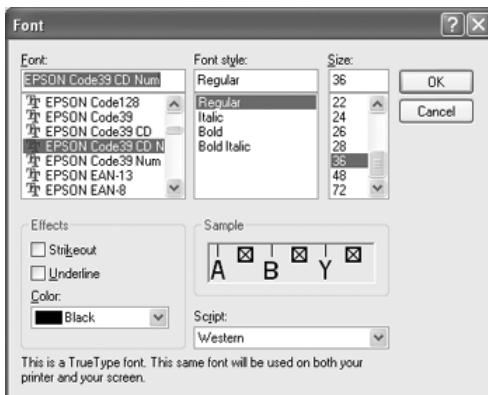 Font
Font: Font style: Size:
EPSON Code39 CD Num Regular 36 OK
EPSON Code128 Regular 22 Cancel
EPSON Code39 Italic 24
EPSON Code39 CD Bold 26
EPSON Code39 CD N Bold Italic 28
EPSON Code39 Num 36
EPSON EAN-13 48
EPSON EAN-8 72
Effects Sample
Strikeout
Underline A B Y
Color: Script:
Black Western
This is a TrueType font. This same font will be used on both your
printer and your screen.